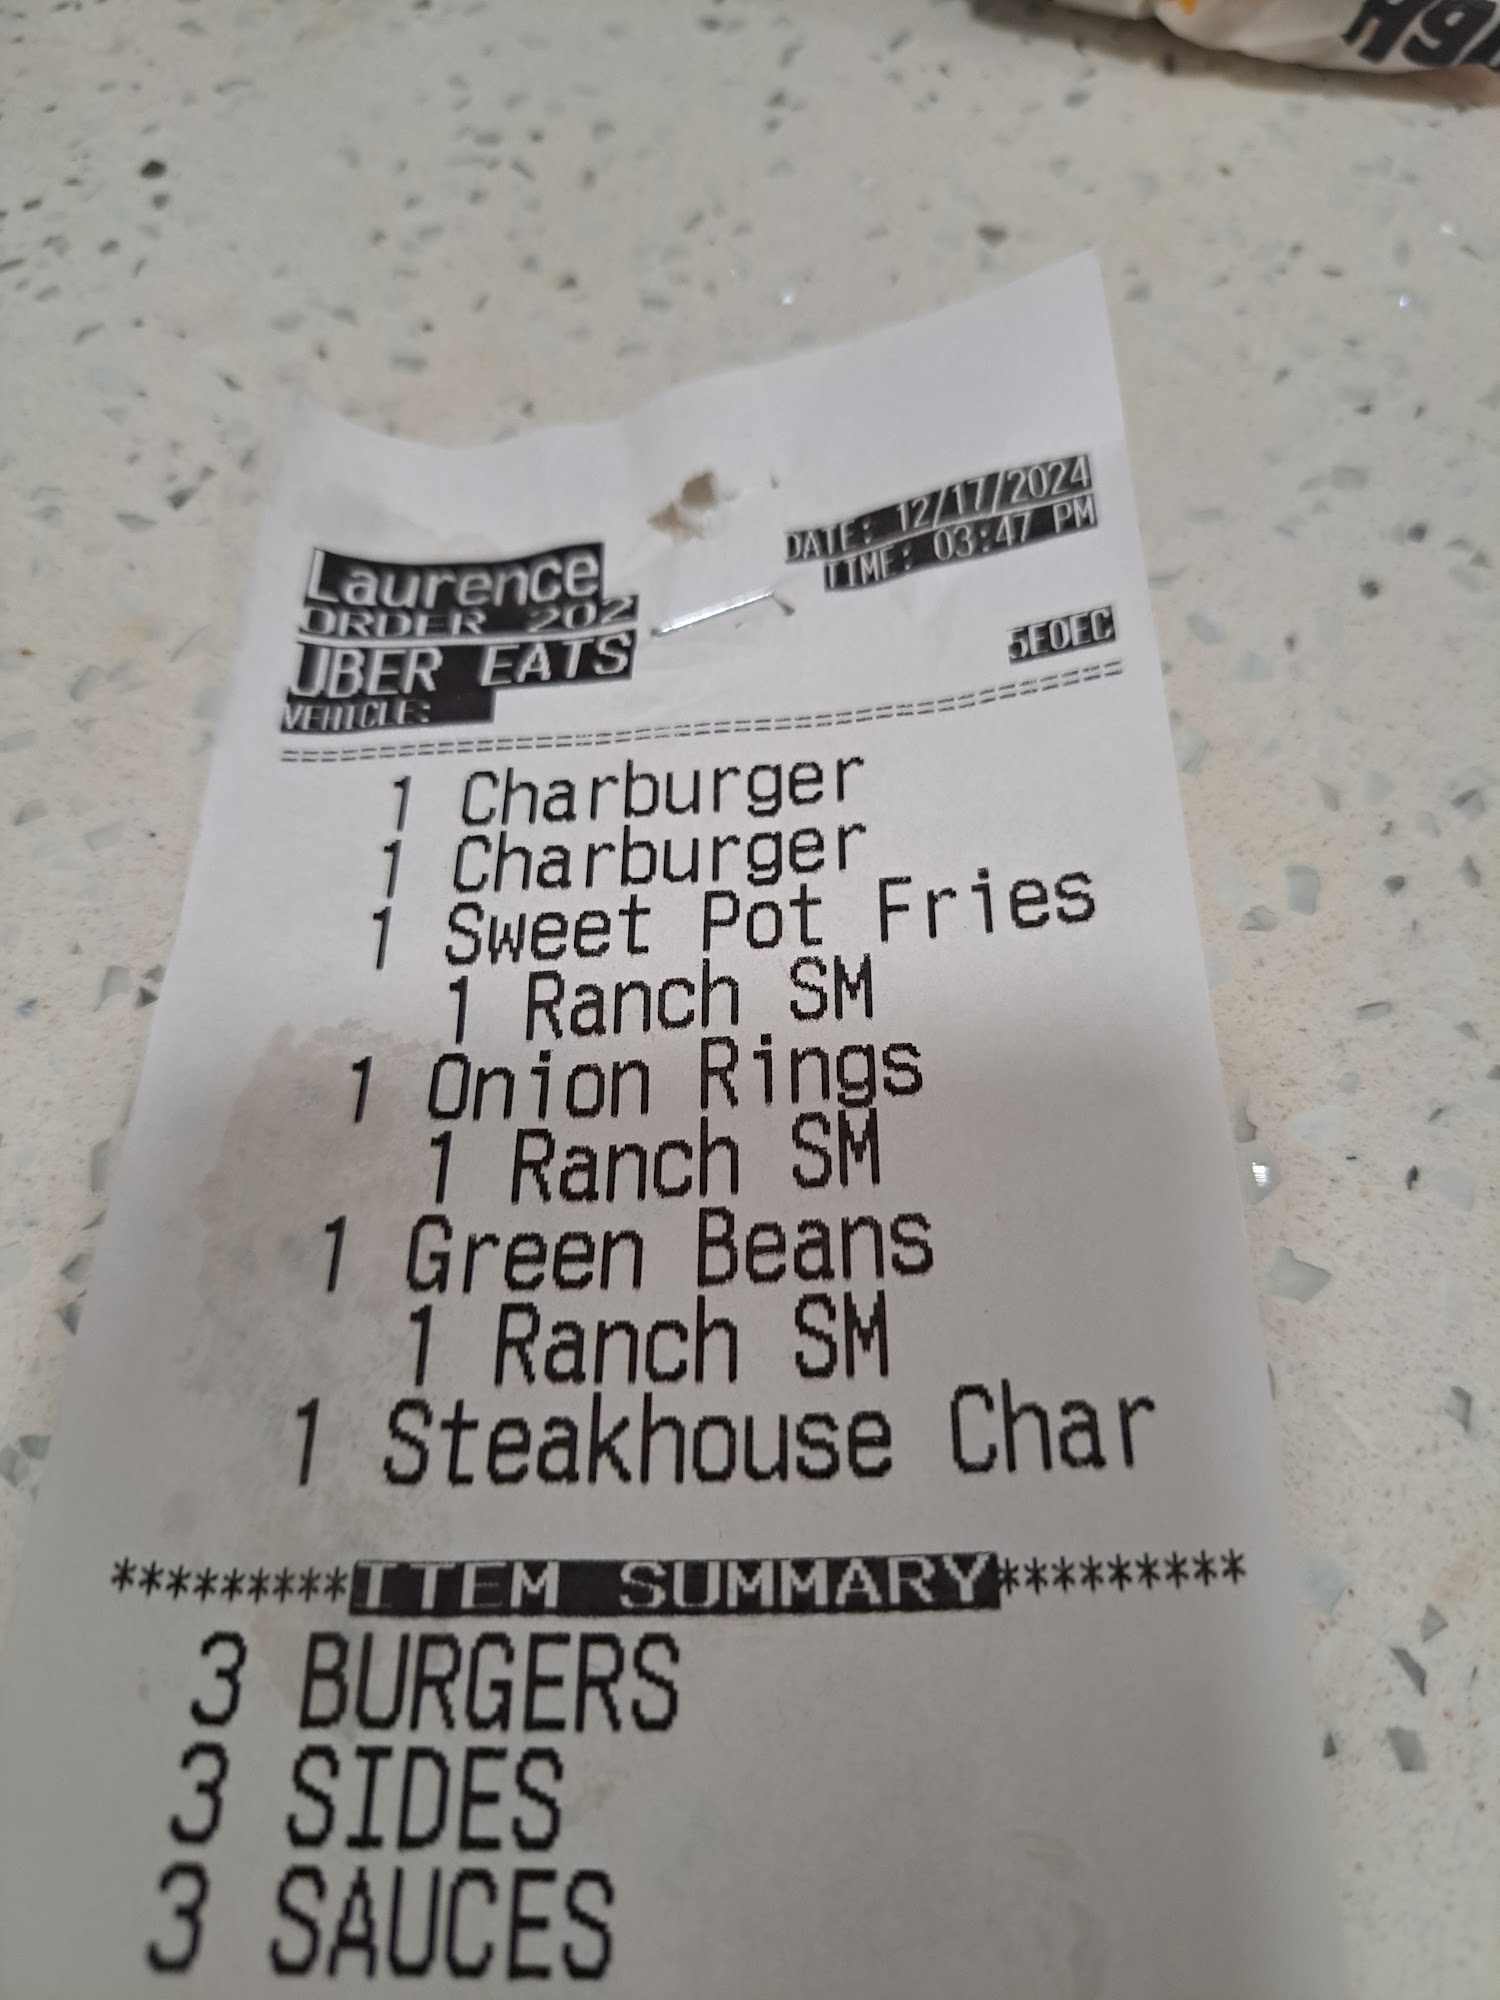 Laurence
ORDER 202
UBER EATS
VEHICLE:
DATE: 12/17/2024
TIME: 03:47 PM
5E0EC
==================================================
1 Charburger
1 Charburger
1 Sweet Pot Fries
1 Ranch SM
1 Onion Rings
1 Ranch SM
1 Green Beans
1 Ranch SM
1 Steakhouse Char
*********ITEM SUMMARY*********
3 BURGERS
3 SIDES
3 SAUCES